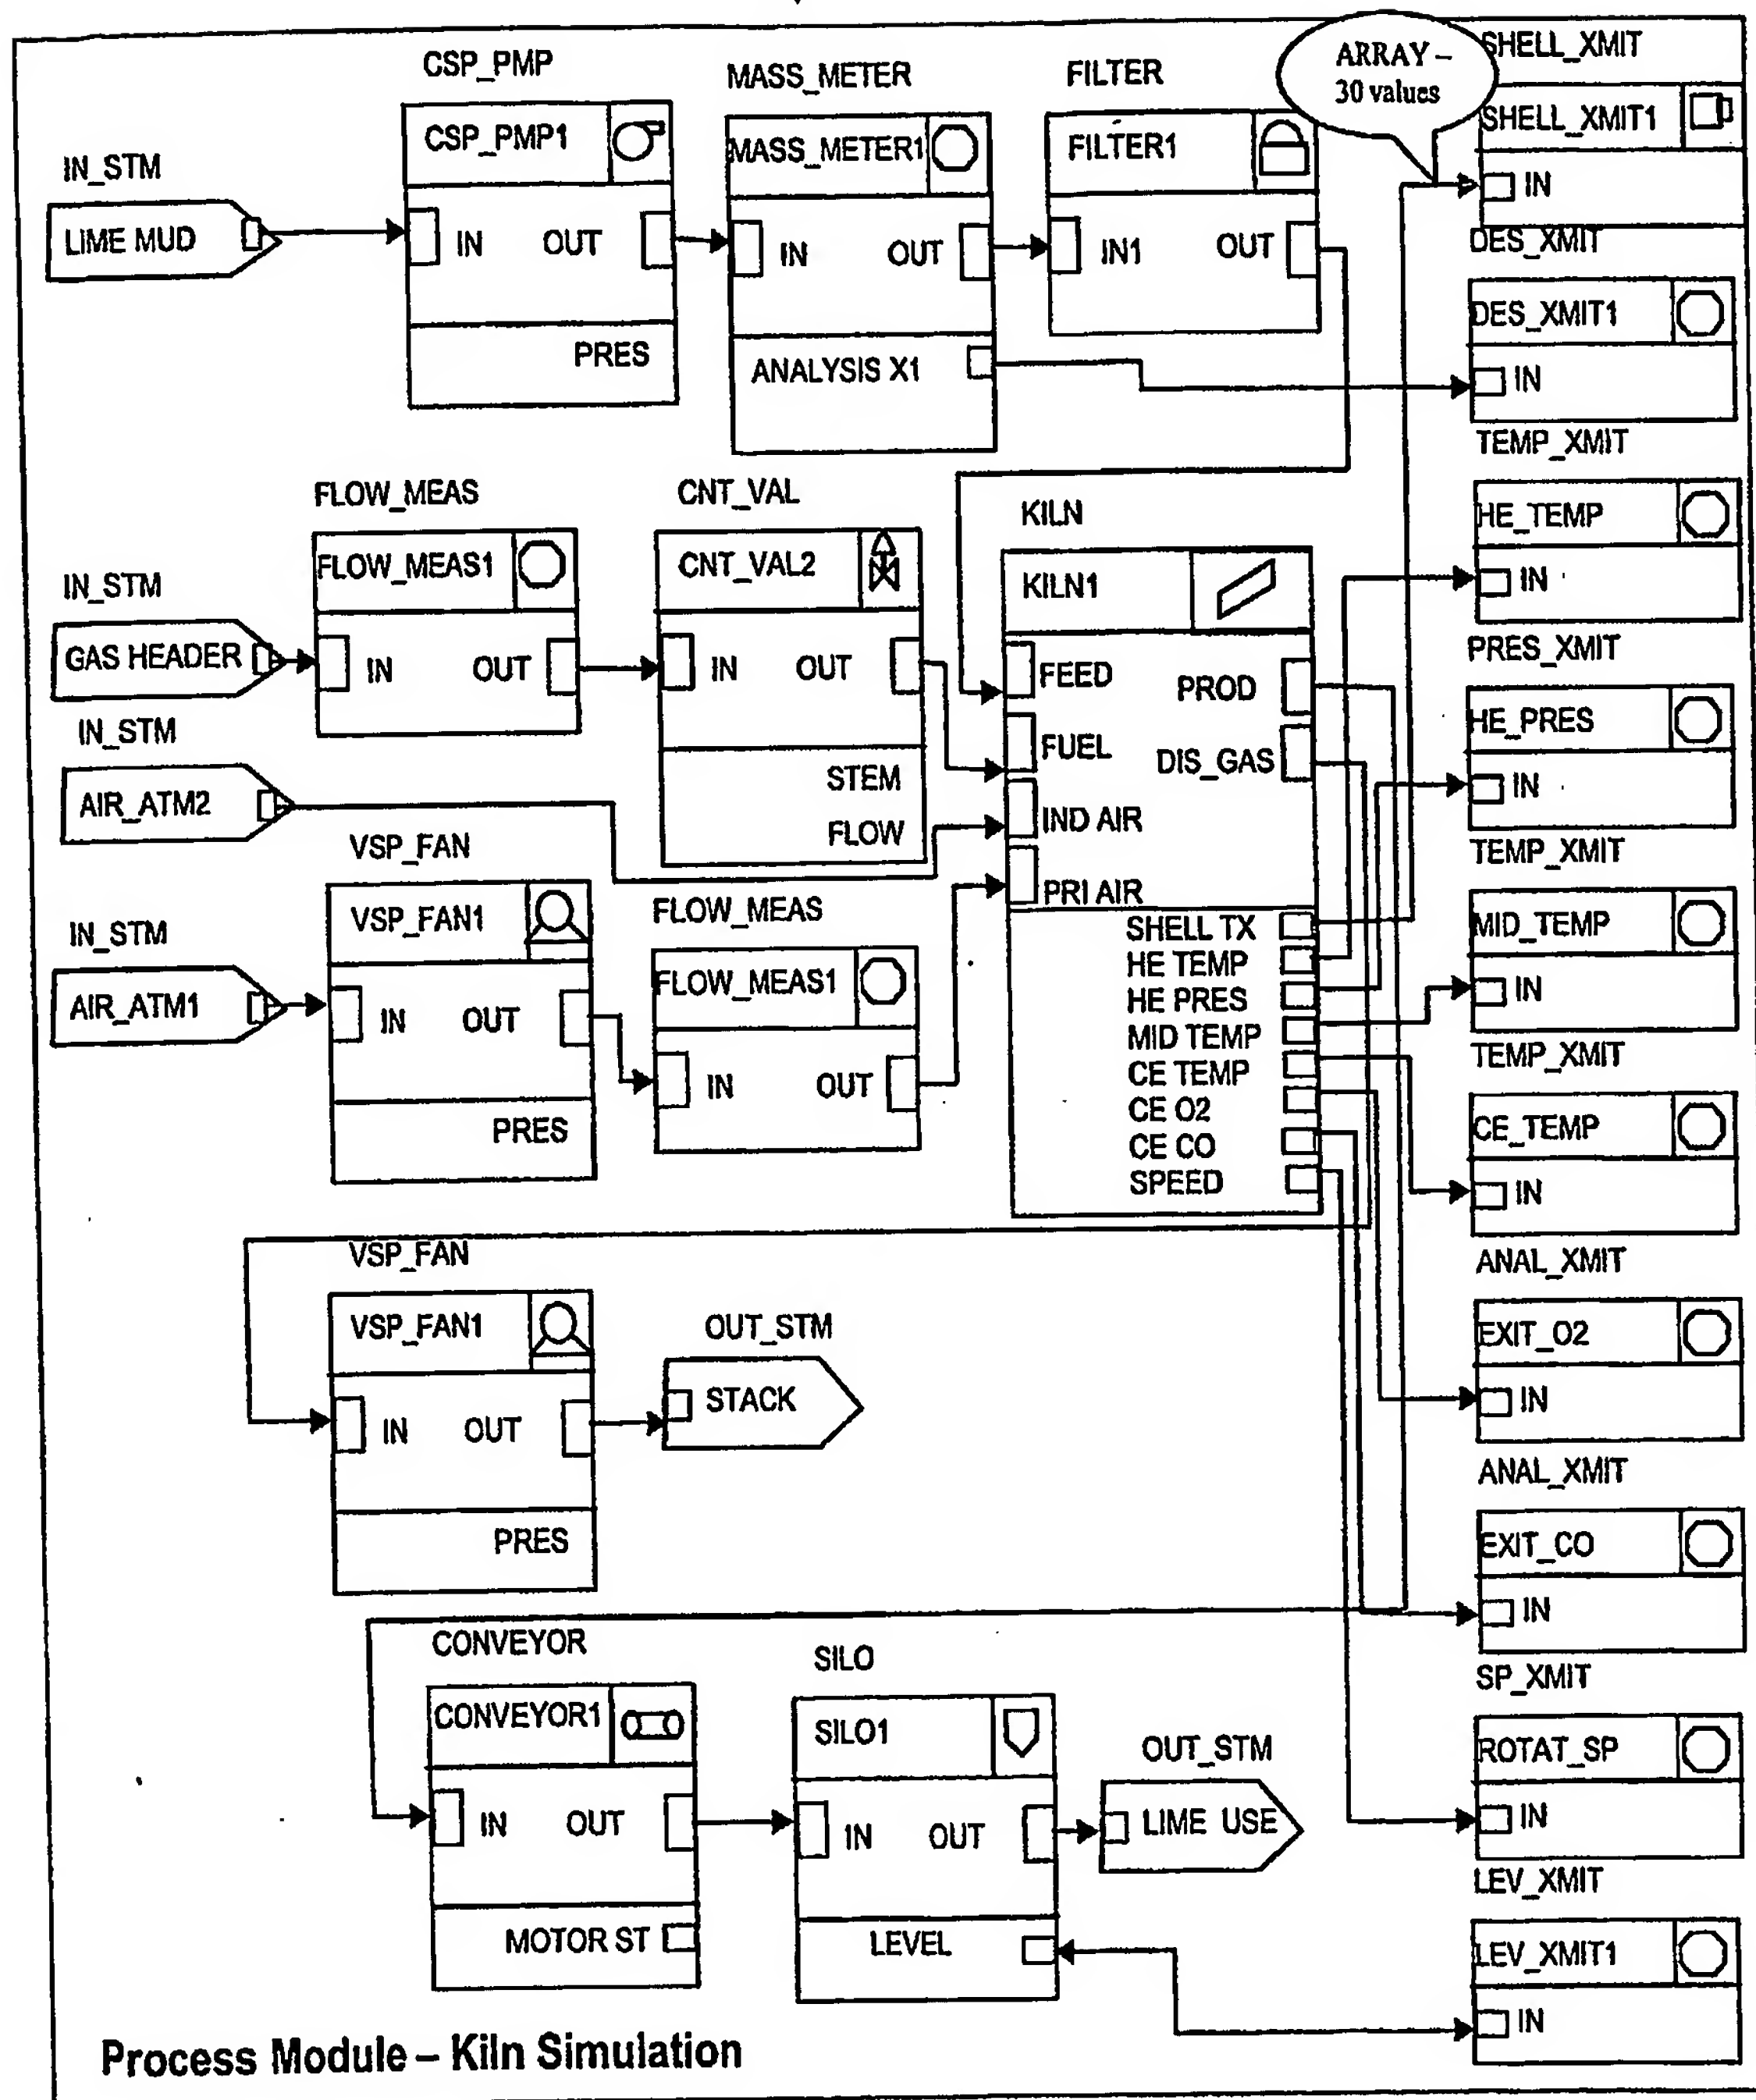 ARRAY –
30 values
CSP_PMP
CSP_PMP1
IN OUT
PRES
MASS_METER
MASS_METER1
IN OUT
ANALYSIS X1
FILTER
FILTER1
IN1 OUT
SHELL_XMIT
SHELL_XMIT1
IN
IN_STM
LIME MUD
DES_XMIT
DES_XMIT1
IN
TEMP_XMIT
HE_TEMP
IN
FLOW_MEAS
FLOW_MEAS1
IN OUT
CNT_VAL
CNT_VAL2
IN OUT
STEM
FLOW
KILN
KILN1
FEED PROD
FUEL DIS_GAS
IND AIR
PRI AIR
SHELL TX
HE TEMP
HE PRES
MID TEMP
CE TEMP
CE O2
CE CO
SPEED
IN_STM
GAS HEADER
IN_STM
AIR_ATM2
PRES_XMIT
HE_PRES
IN
TEMP_XMIT
MID_TEMP
IN
VSP_FAN
VSP_FAN1
IN OUT
PRES
FLOW_MEAS
FLOW_MEAS1
IN OUT
IN_STM
AIR_ATM1
TEMP_XMIT
CE_TEMP
IN
VSP_FAN
VSP_FAN1
IN OUT
PRES
OUT_STM
STACK
ANAL_XMIT
EXIT_O2
IN
ANAL_XMIT
EXIT_CO
IN
CONVEYOR
CONVEYOR1
IN OUT
MOTOR ST
SILO
SILO1
IN OUT
LEVEL
OUT_STM
LIME USE
SP_XMIT
ROTAT_SP
IN
LEV_XMIT
LEV_XMIT1
IN
Process Module – Kiln Simulation